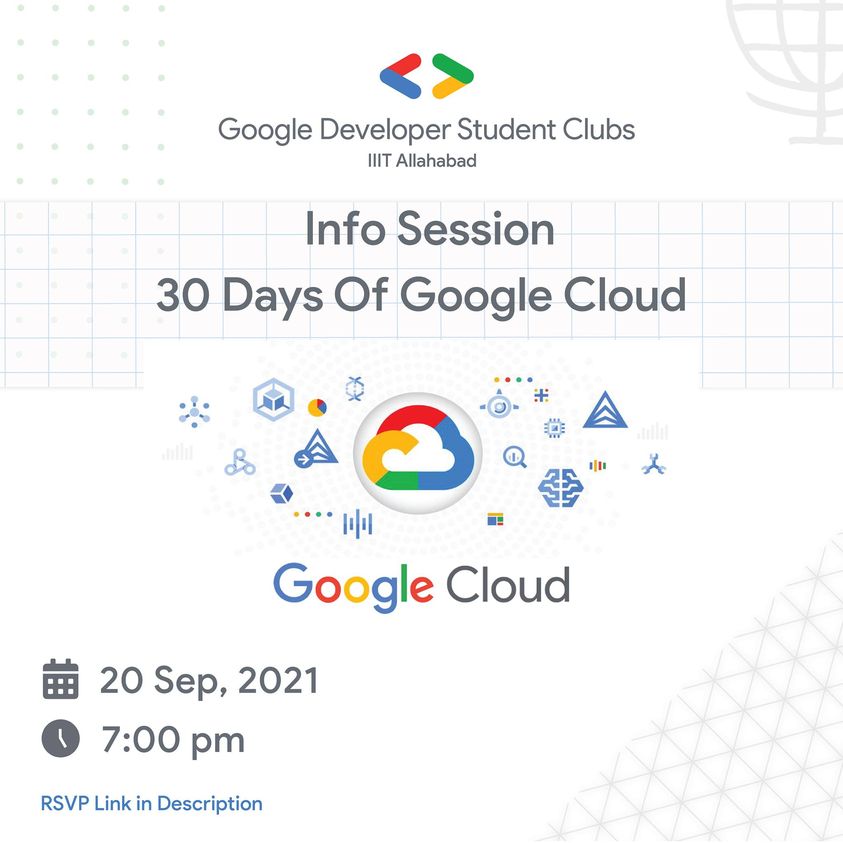 Google Developer Student Clubs
IIIT Allahabad
Info Session
30 Days Of Google Cloud
Google Cloud
20 Sep, 2021
7:00 pm
RSVP Link in Description